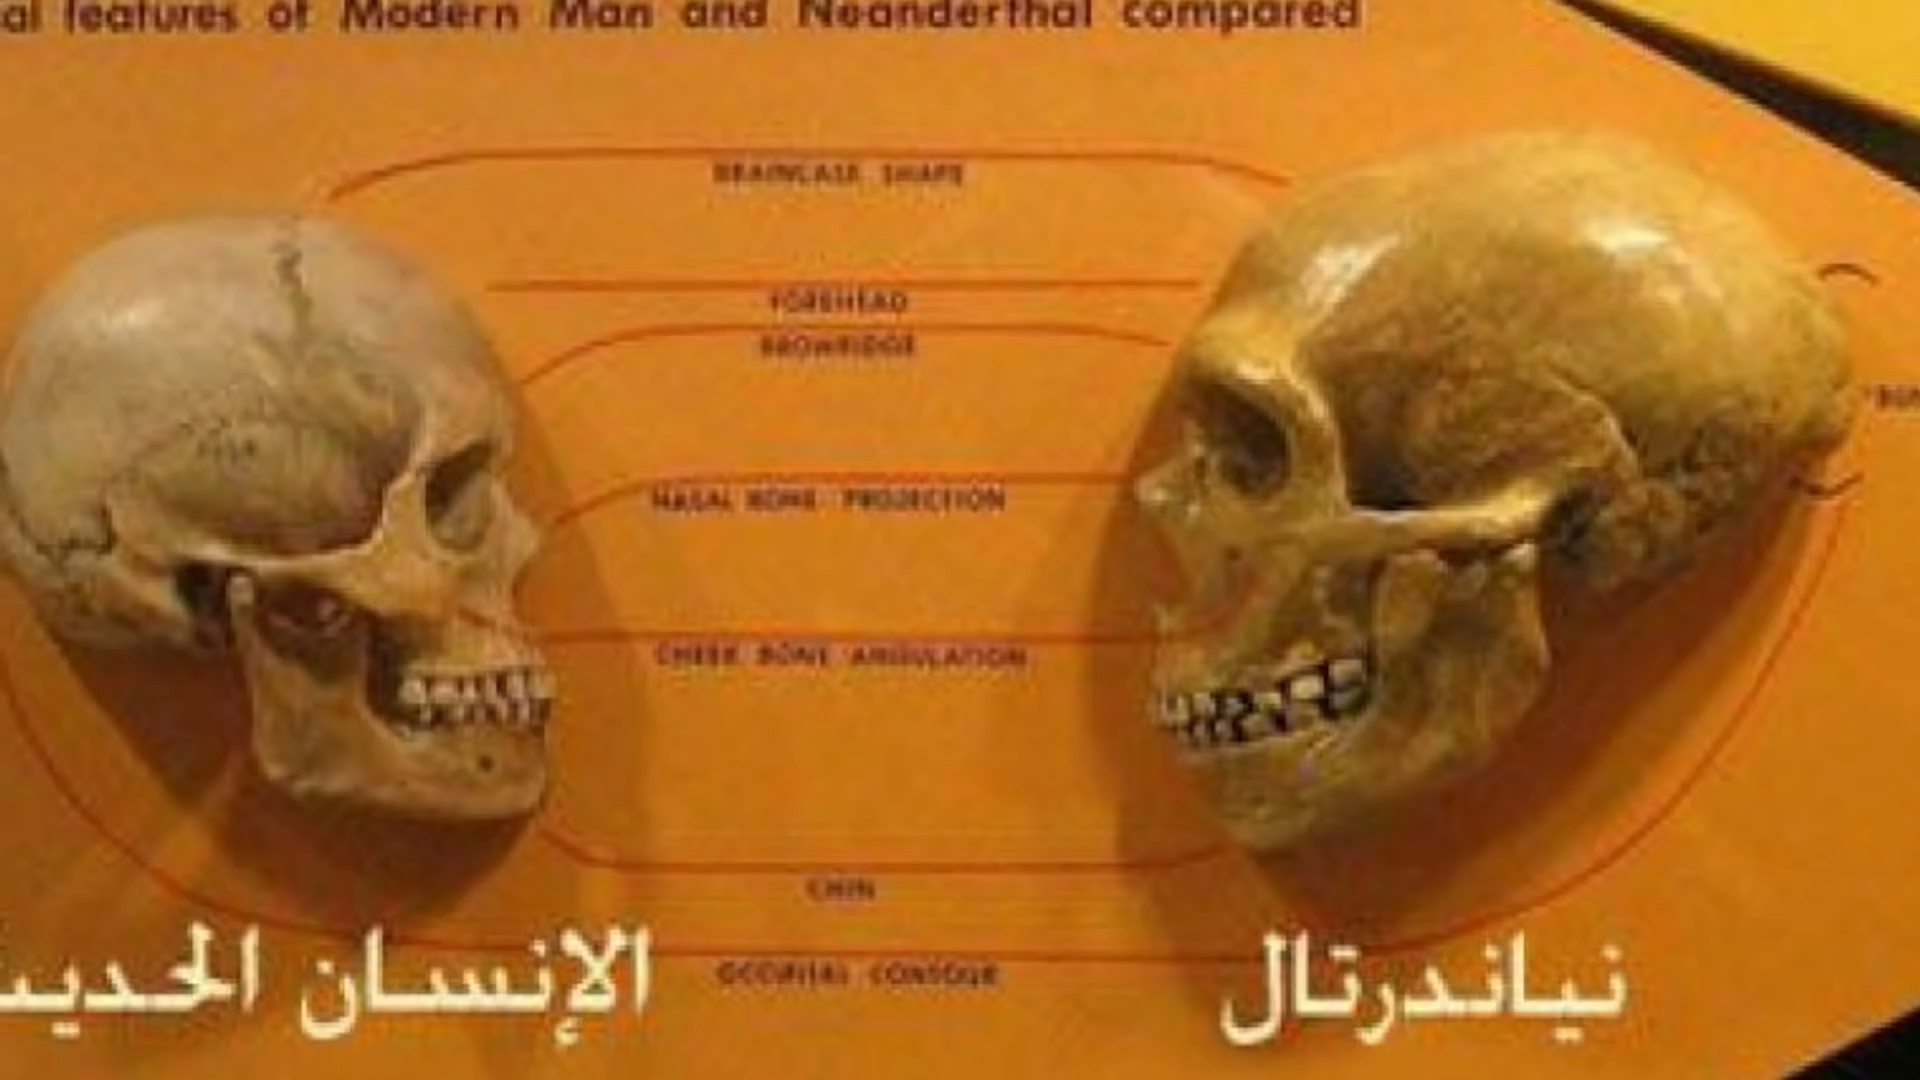 al features of Modern Man and Neanderthal compared
BRAINCASE SHAPE
FOREHEAD
BROWRIDGE
NASAL BONE PROJECTION
CHEEK BONE ANGULATION
CHIN
OCCIPITAL CONTOUR
الإنسان
نياندرتال